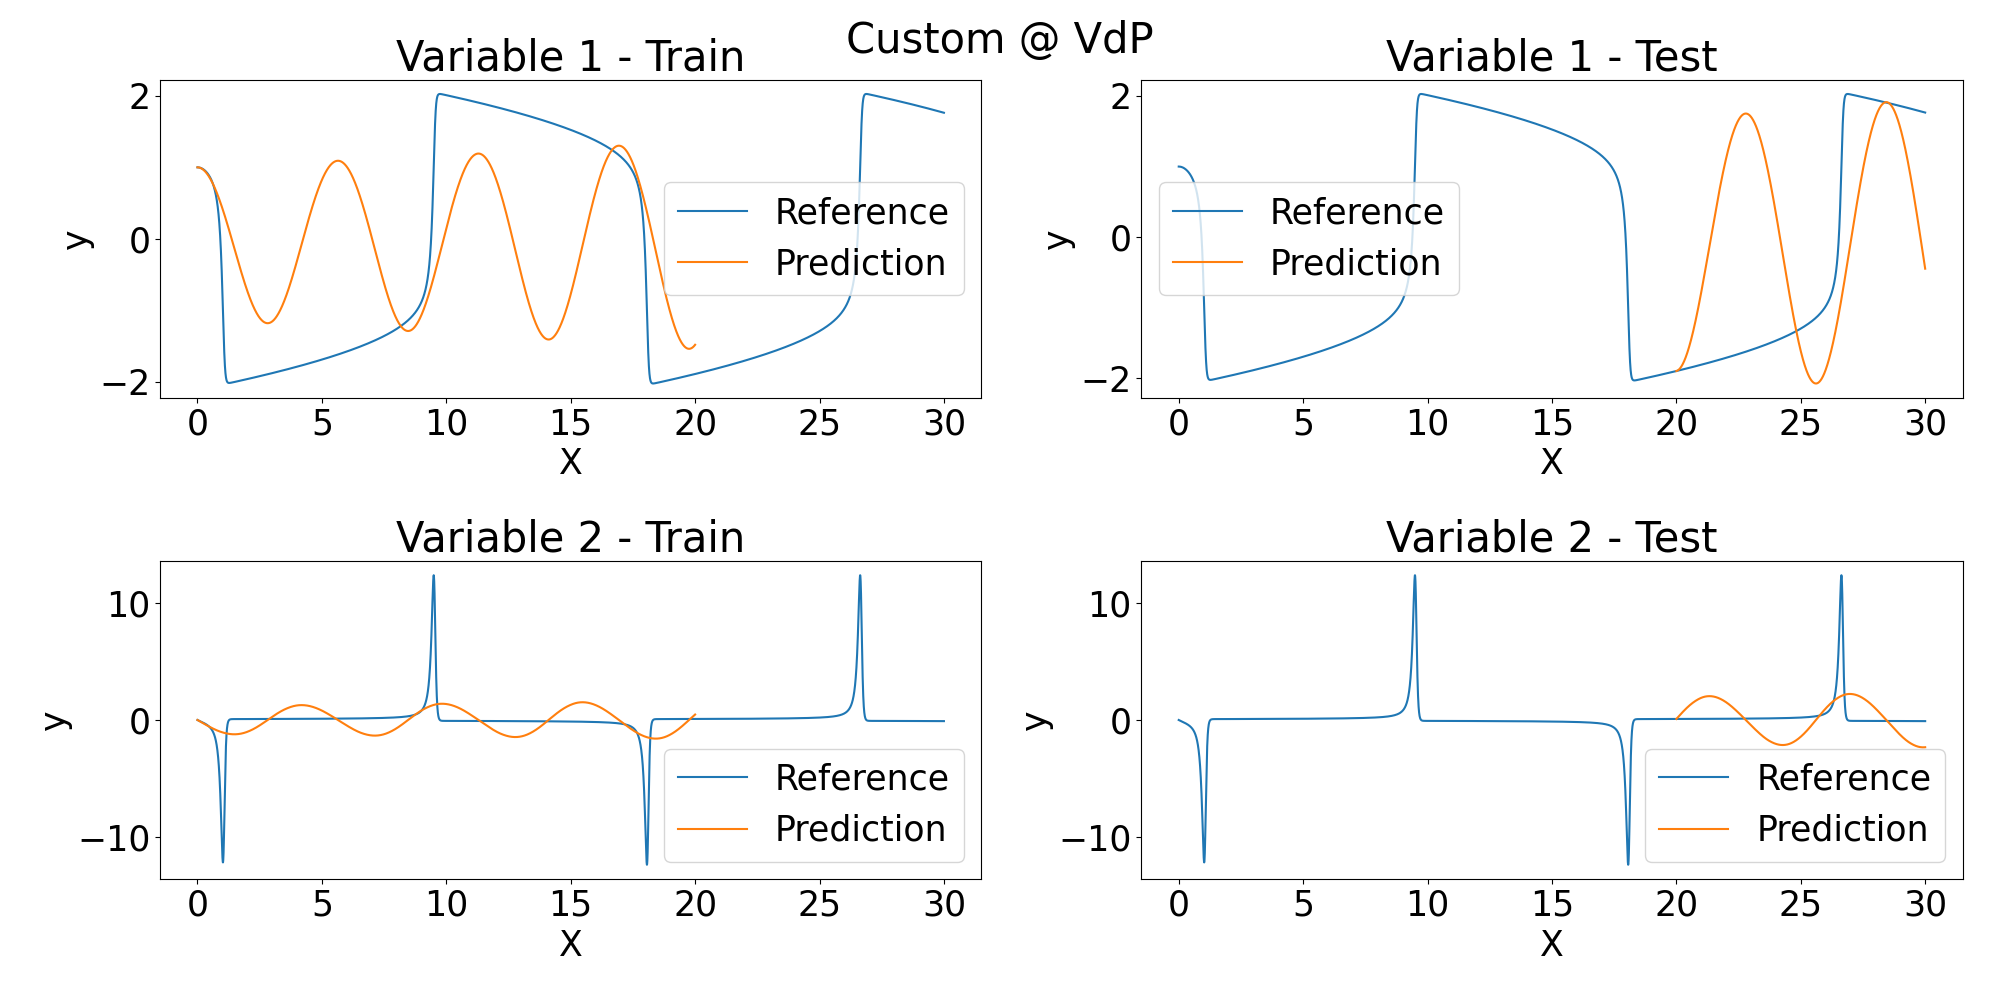 Custom @ VdP
Variable 1 - Train
2
0
−2
y
0 5 10 15 20 25 30
X
Reference
Prediction
Variable 1 - Test
2
0
−2
y
0 5 10 15 20 25 30
X
Reference
Prediction
Variable 2 - Train
10
0
−10
y
0 5 10 15 20 25 30
X
Reference
Prediction
Variable 2 - Test
10
0
−10
y
0 5 10 15 20 25 30
X
Reference
Prediction